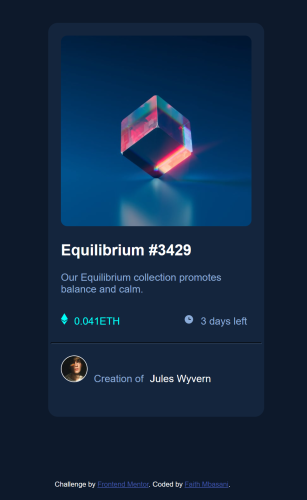 Equilibrium #3429
Our Equilibrium collection promotes
balance and calm.
0.041ETH
3 days left
Creation of Jules Wyvern
Challenge by Frontend Mentor. Coded by Faith Mbasani.